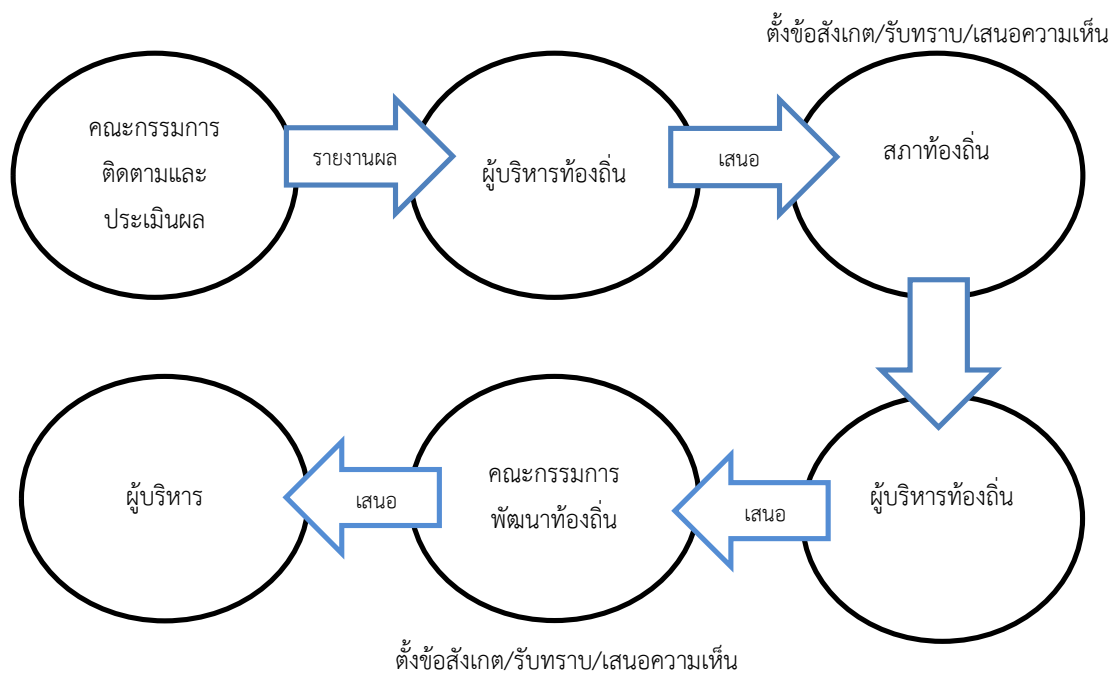 ตั้งข้อสังเกต/รับทราบ/เสนอความเห็น
คณะกรรมการ
ติดตามและ
ประเมินผล
รายงานผล
ผู้บริหารท้องถิ่น
เสนอ
สภาท้องถิ่น
ผู้บริหารท้องถิ่น
เสนอ
คณะกรรมการ
พัฒนาท้องถิ่น
เสนอ
ผู้บริหาร
ตั้งข้อสังเกต/รับทราบ/เสนอความเห็น